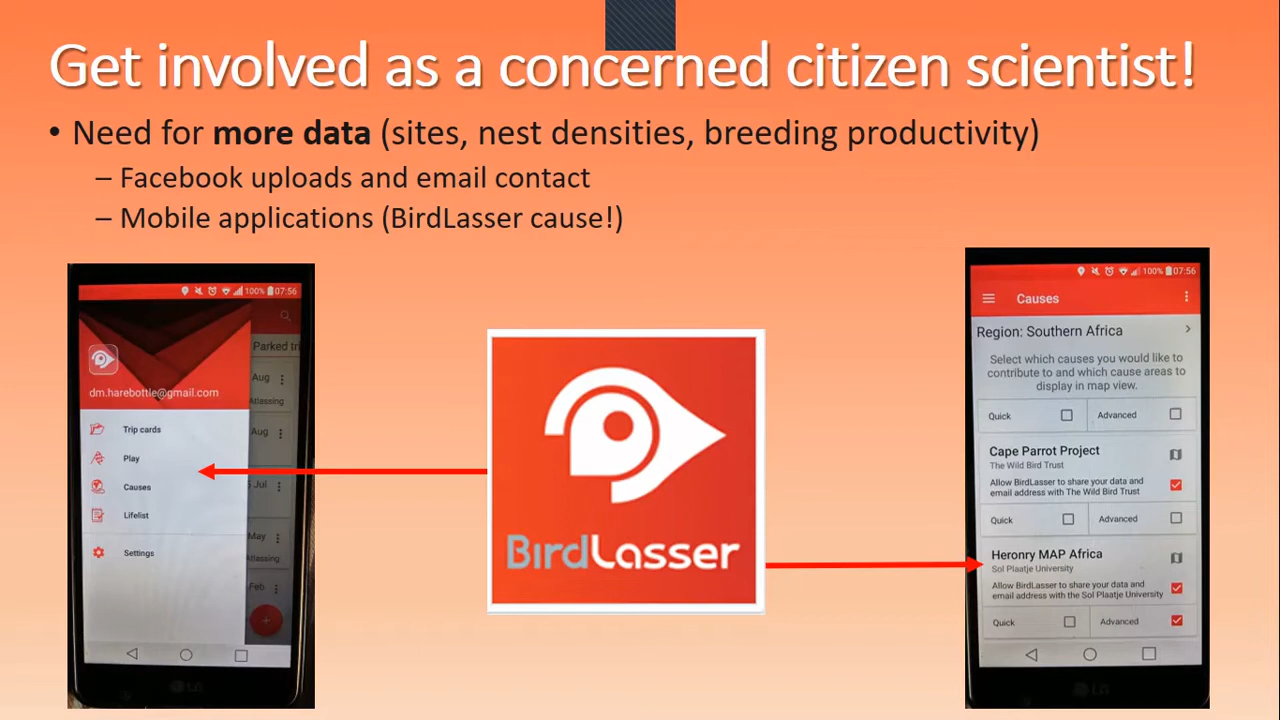 Get involved as a concerned citizen scientist!
• Need for more data (sites, nest densities, breeding productivity)
– Facebook uploads and email contact
– Mobile applications (BirdLasser cause!)
100% 07:56
Parked tri
dm.harebottle@gmail.com
Aug
Atlassing
Trip cards
Aug
Play
Causes
5 Jul
Lifelist
May
Settings
Atlassing
Feb
+
LG
BirdLasser
100% 07:56
Causes
Region: Southern Africa
Select which causes you would like to
contribute to and which cause areas to
display in map view.
Quick Advanced
Cape Parrot Project
The Wild Bird Trust
Allow BirdLasser to share your data and
email address with The Wild Bird Trust
Quick Advanced
Heronry MAP Africa
Sol Plaatje University
Allow BirdLasser to share your data and
email address with the Sol Plaatje University
Quick Advanced
LG